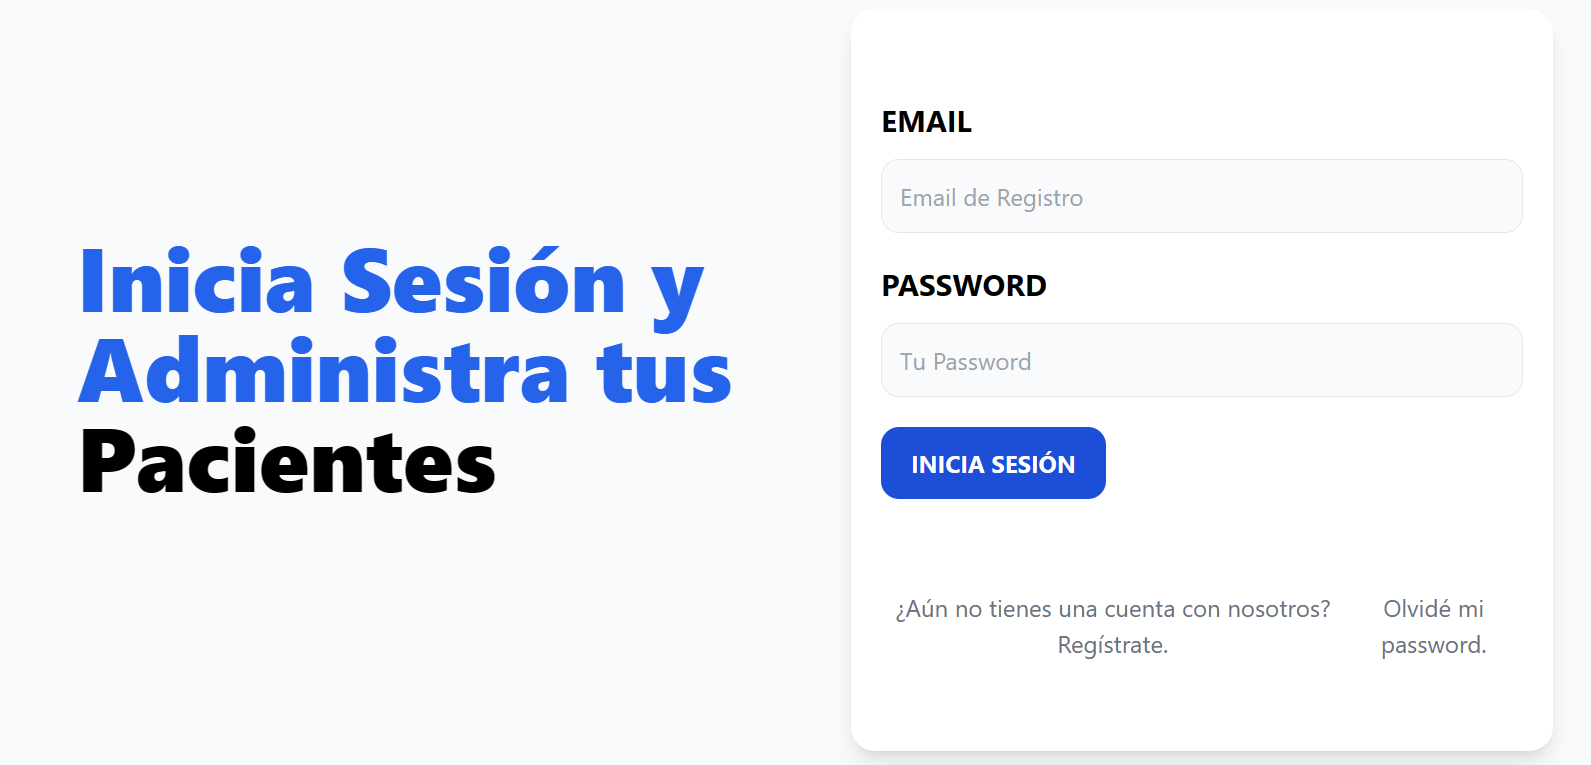 Inicia Sesión y
Administra tus
Pacientes
EMAIL
Email de Registro
PASSWORD
Tu Password
INICIA SESIÓN
¿Aún no tienes una cuenta con nosotros?
Regístrate.
Olvidé mi
password.